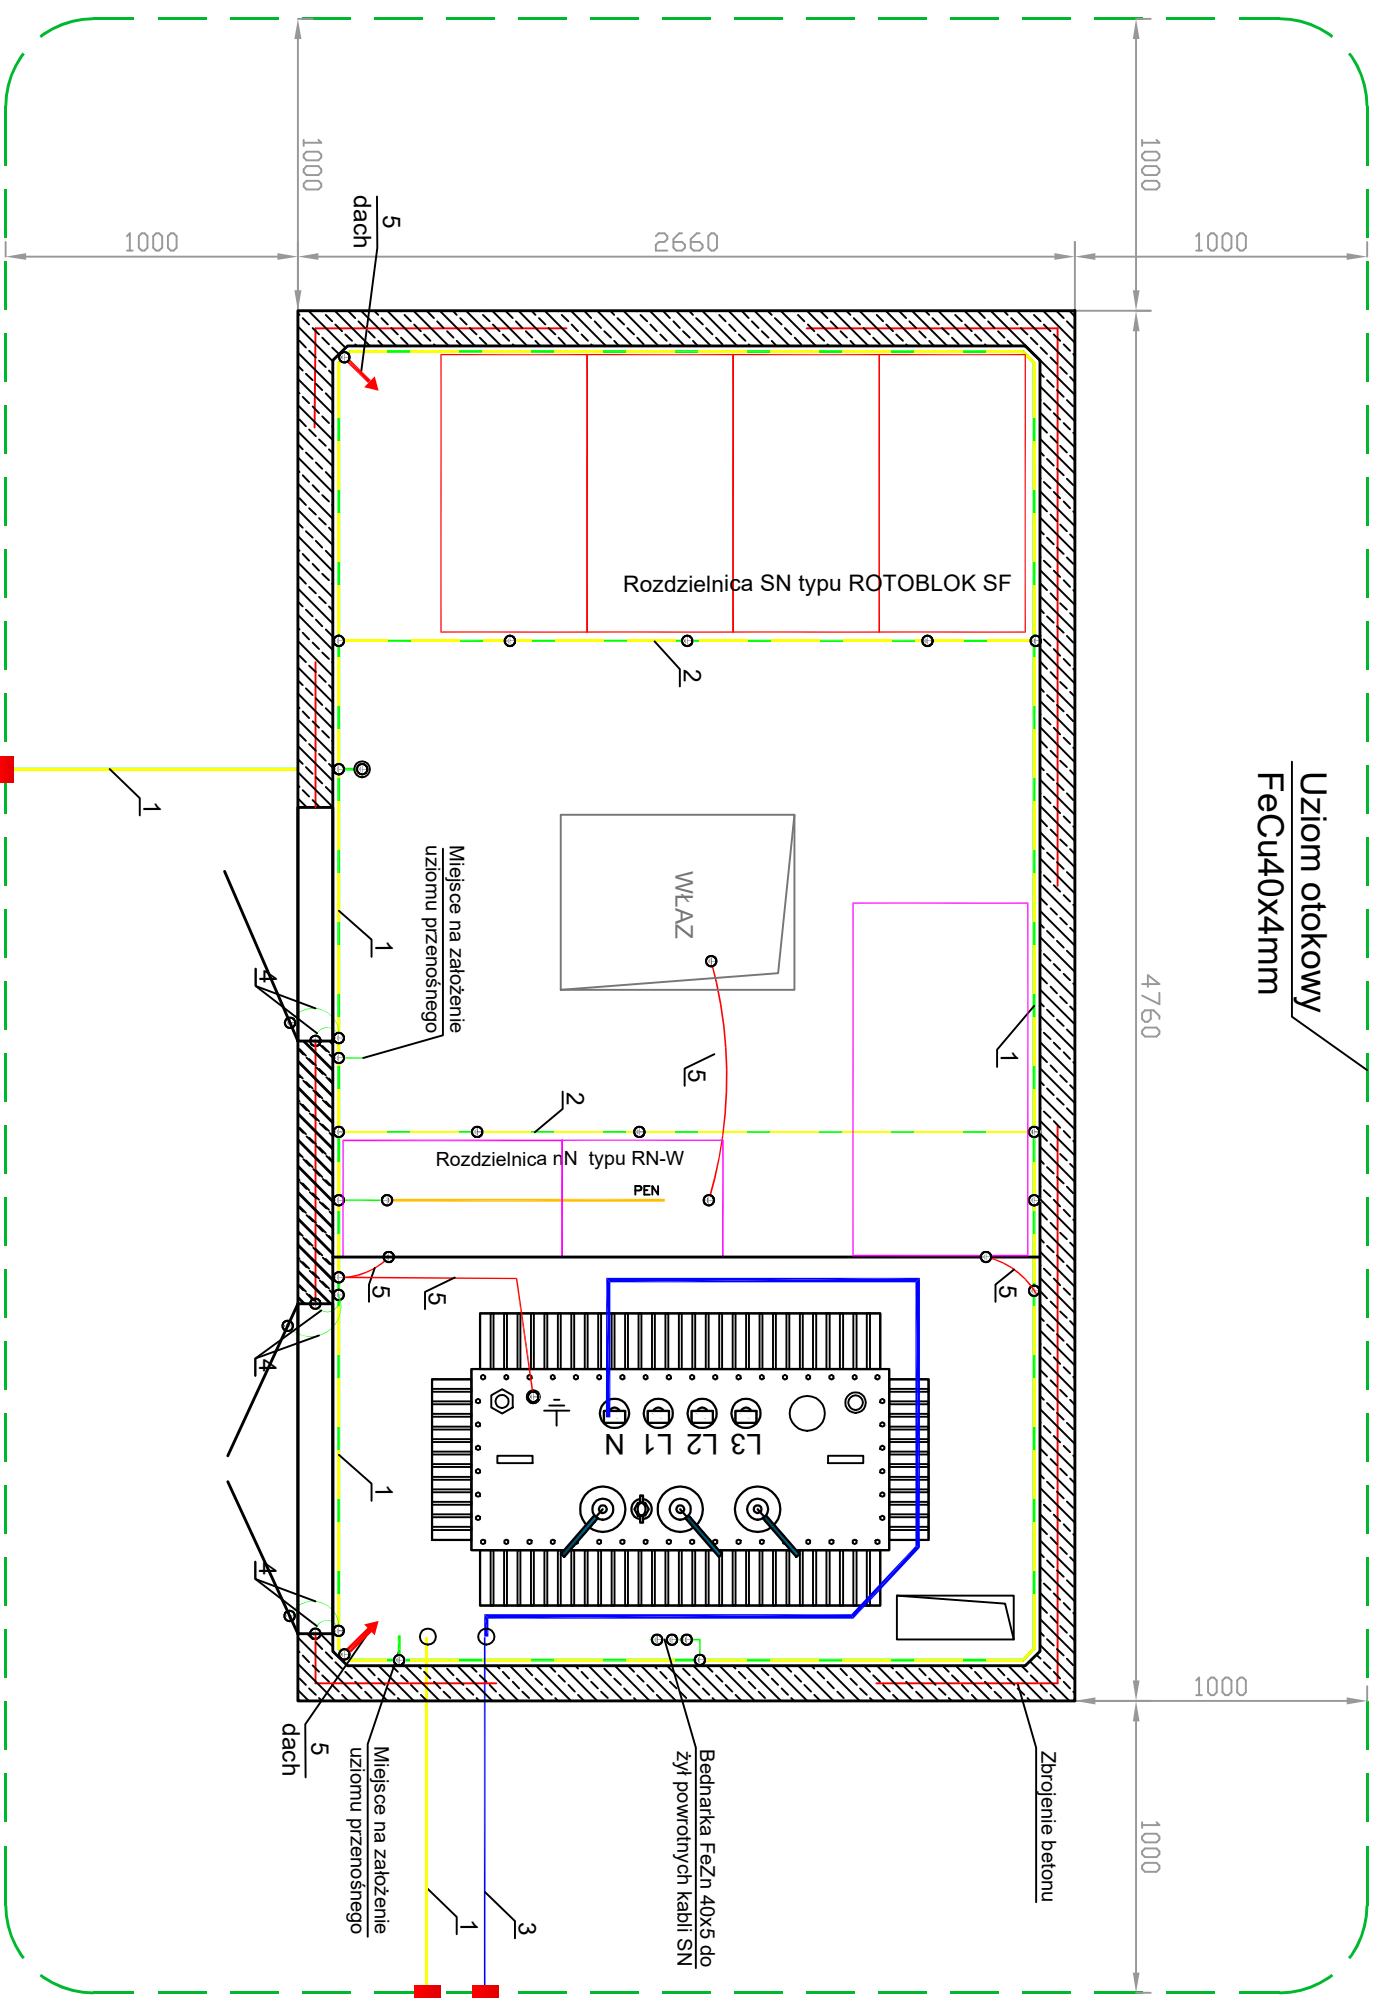 1000
1000
1000
2660
1000
5
dach
Rozdzielnica SN typu ROTOBLOK SF
2
Uziom otokowy
FeCu40x4mm
1
WŁAZ
Miejsce na założenie
uziomu przenośnego
1
4
4760
1
5
2
Rozdzielnica nN typu RN-W
PEN
5
5
5
4
N
L1
L2
L3
1
4
1000
5
dach
Miejsce na założenie
uziomu przenośnego
Bednarka FeZn 40x5 do
żył powrotnych kabli SN
Zbrojenie betonu
1000
1
3